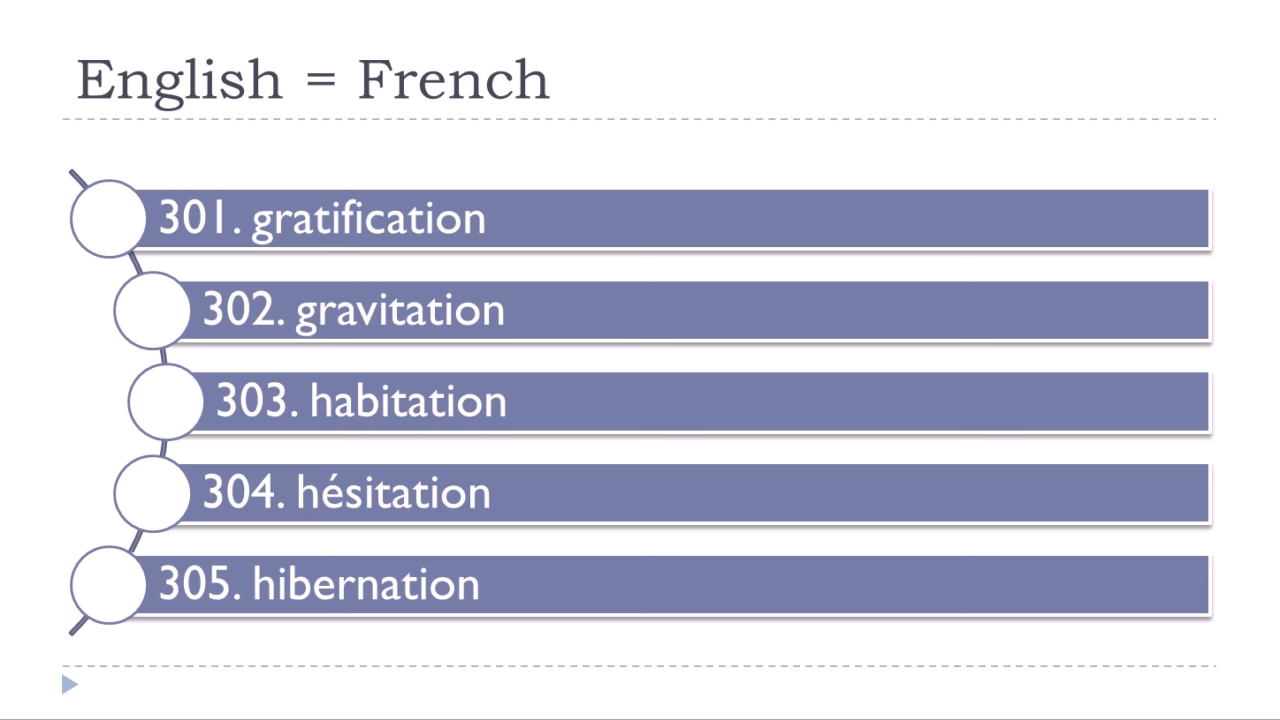 English = French
301. gratification
302. gravitation
303. habitation
304. hésitation
305. hibernation